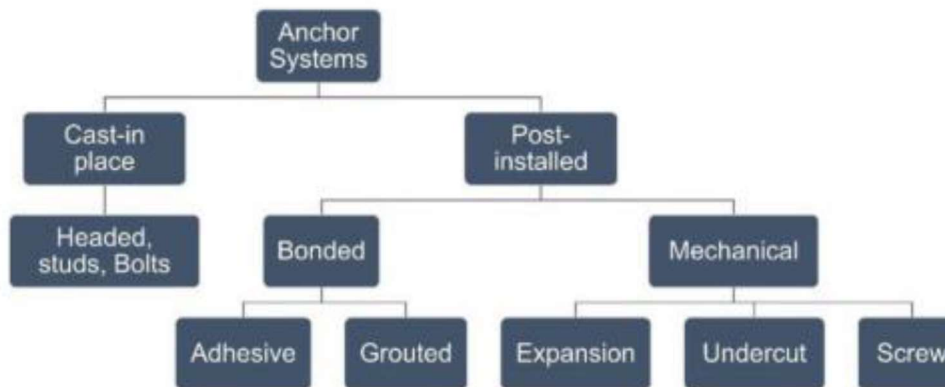 Anchor
Systems
Cast-in
place
Post-
installed
Headed,
studs, Bolts
Bonded
Mechanical
Adhesive
Grouted
Expansion
Undercut
Screw